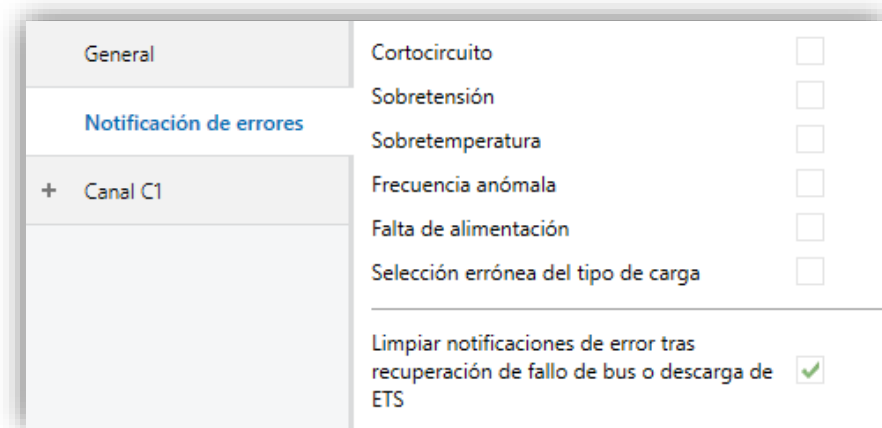 General
Notificación de errores
+ Canal C1
Cortocircuito
Sobretensión
Sobretemperatura
Frecuencia anómala
Falta de alimentación
Selección errónea del tipo de carga
Limpiar notificaciones de error tras
recuperación de fallo de bus o descarga de
ETS